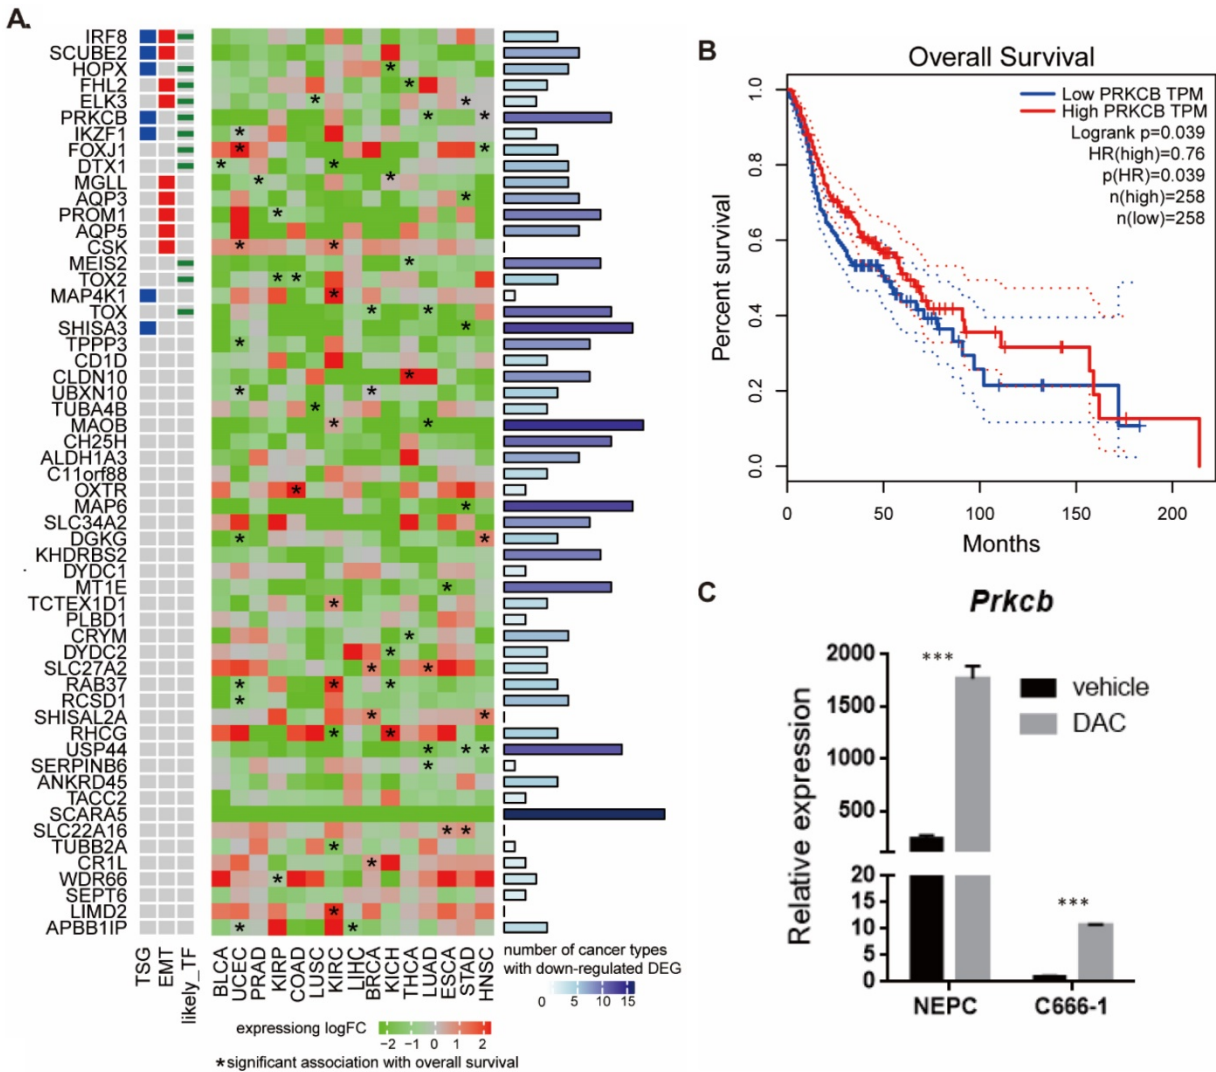 A.
IRF8
SCUBE2
HOPX
FHL2
ELK3
PRKCB
IKZF1
FOXJ1
DTX1
MGLL
AQP3
PROM1
AQP5
CSK
MEIS2
TOX2
MAP4K1
TOX
SHISA3
TPPP3
CD1D
CLDN10
UBXN10
TUBA4B
MAOB
CH25H
ALDH1A3
C11orf88
OXTR
MAP6
SLC34A2
DGKG
KHDRBS2
DYDC1
MT1E
TCTEX1D1
PLBD1
CRYM
DYDC2
SLC27A2
RAB37
RCSD1
SHISAL2A
RHCG
USP44
SERPINB6
ANKRD45
TACC2
SCARA5
SLC22A16
TUBB2A
CR1L
WDR66
SEPT6
LIMD2
APBB1IP
TSG
EMT
likely_TF
BLCA
UCEC
PRAD
KIRP
COAD
LUSC
KIRC
LIHC
BRCA
KICH
THCA
LUAD
ESCA
STAD
HNSC
number of cancer types
with down-regulated DEG
0 5 10 15
expressiong logFC
−2 −1 0 1 2
*significant association with overall survival
B
Overall Survival
Low PRKCB TPM
High PRKCB TPM
Logrank p=0.039
HR(high)=0.76
p(HR)=0.039
n(high)=258
n(low)=258
Percent survival
1.0
0.8
0.6
0.4
0.2
0.0
0 50 100 150 200
Months
C
Prkcb
Relative expression
2000
1500
1000
500
20
15
10
5
0
***
***
vehicle
DAC
NEPC C666-1